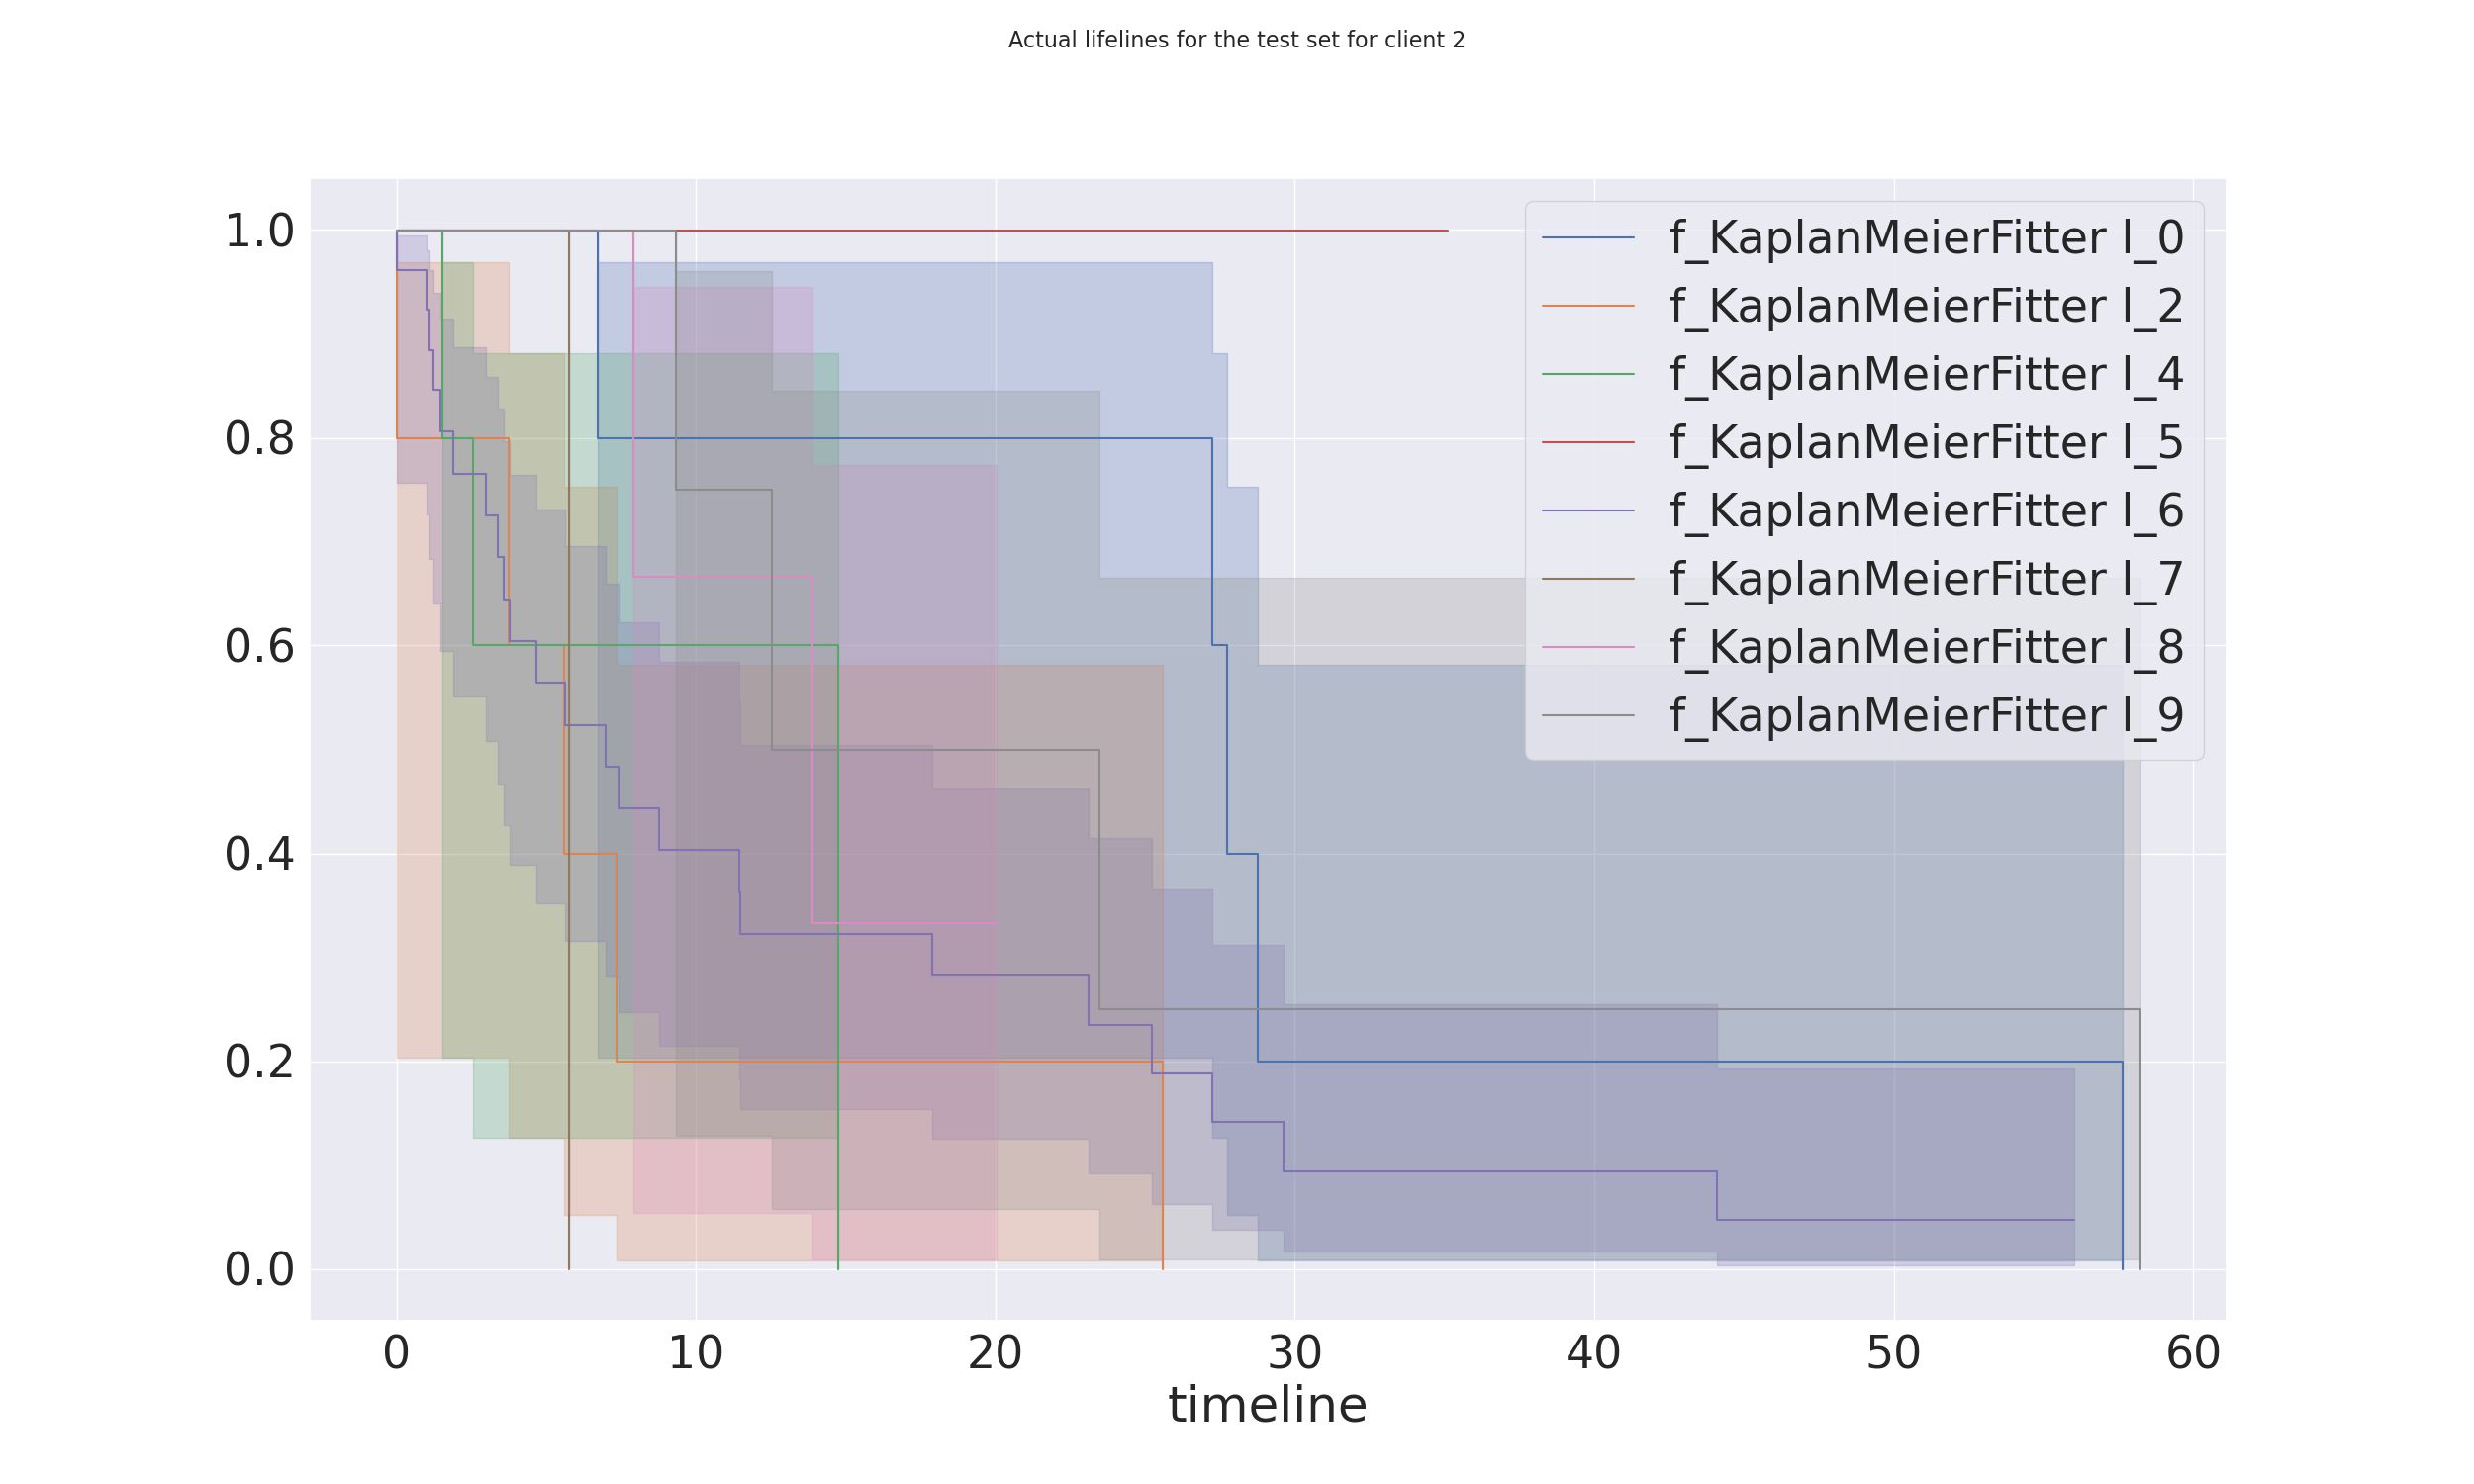 Actual lifelines for the test set for client 2
1.0
0.8
0.6
0.4
0.2
0.0
f_KaplanMeierFitter l_0
f_KaplanMeierFitter l_2
f_KaplanMeierFitter l_4
f_KaplanMeierFitter l_5
f_KaplanMeierFitter l_6
f_KaplanMeierFitter l_7
f_KaplanMeierFitter l_8
f_KaplanMeierFitter l_9
0 10 20 30 40 50 60
timeline